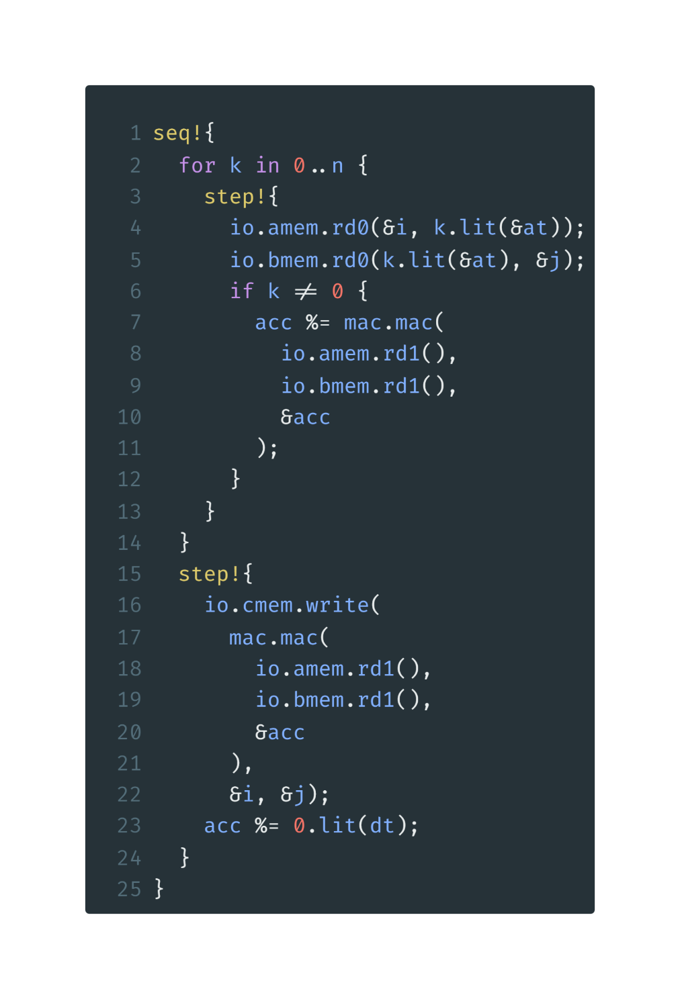 1 seq!{
2   for k in 0..n {
3     step!{
4       io.amem.rd0(&i, k.lit(&at));
5       io.bmem.rd0(k.lit(&at), &j);
6       if k != 0 {
7         acc %= mac.mac(
8           io.amem.rd1(),
9           io.bmem.rd1(),
10           &acc
11         );
12       }
13     }
14   }
15   step!{
16     io.cmem.write(
17       mac.mac(
18         io.amem.rd1(),
19         io.bmem.rd1(),
20         &acc
21       ),
22       &i, &j);
23     acc %= 0.lit(dt);
24   }
25 }